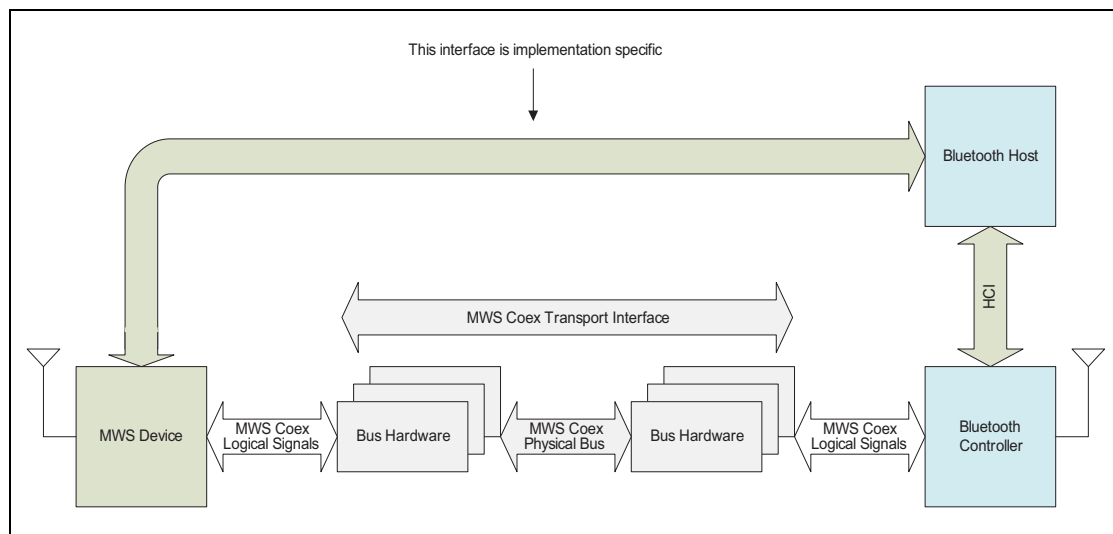 This interface is implementation specific
Bluetooth Host
HCI
MWS Coex Transport Interface
MWS Device
MWS Coex
Logical Signals
Bus Hardware
MWS Coex
Physical Bus
Bus Hardware
MWS Coex
Logical Signals
Bluetooth
Controller